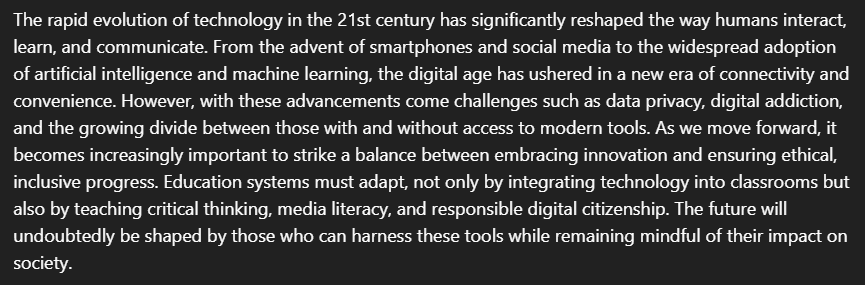 The rapid evolution of technology in the 21st century has significantly reshaped the way humans interact,
learn, and communicate. From the advent of smartphones and social media to the widespread adoption
of artificial intelligence and machine learning, the digital age has ushered in a new era of connectivity and
convenience. However, with these advancements come challenges such as data privacy, digital addiction,
and the growing divide between those with and without access to modern tools. As we move forward, it
becomes increasingly important to strike a balance between embracing innovation and ensuring ethical,
inclusive progress. Education systems must adapt, not only by integrating technology into classrooms but
also by teaching critical thinking, media literacy, and responsible digital citizenship. The future will
undoubtedly be shaped by those who can harness these tools while remaining mindful of their impact on
society.